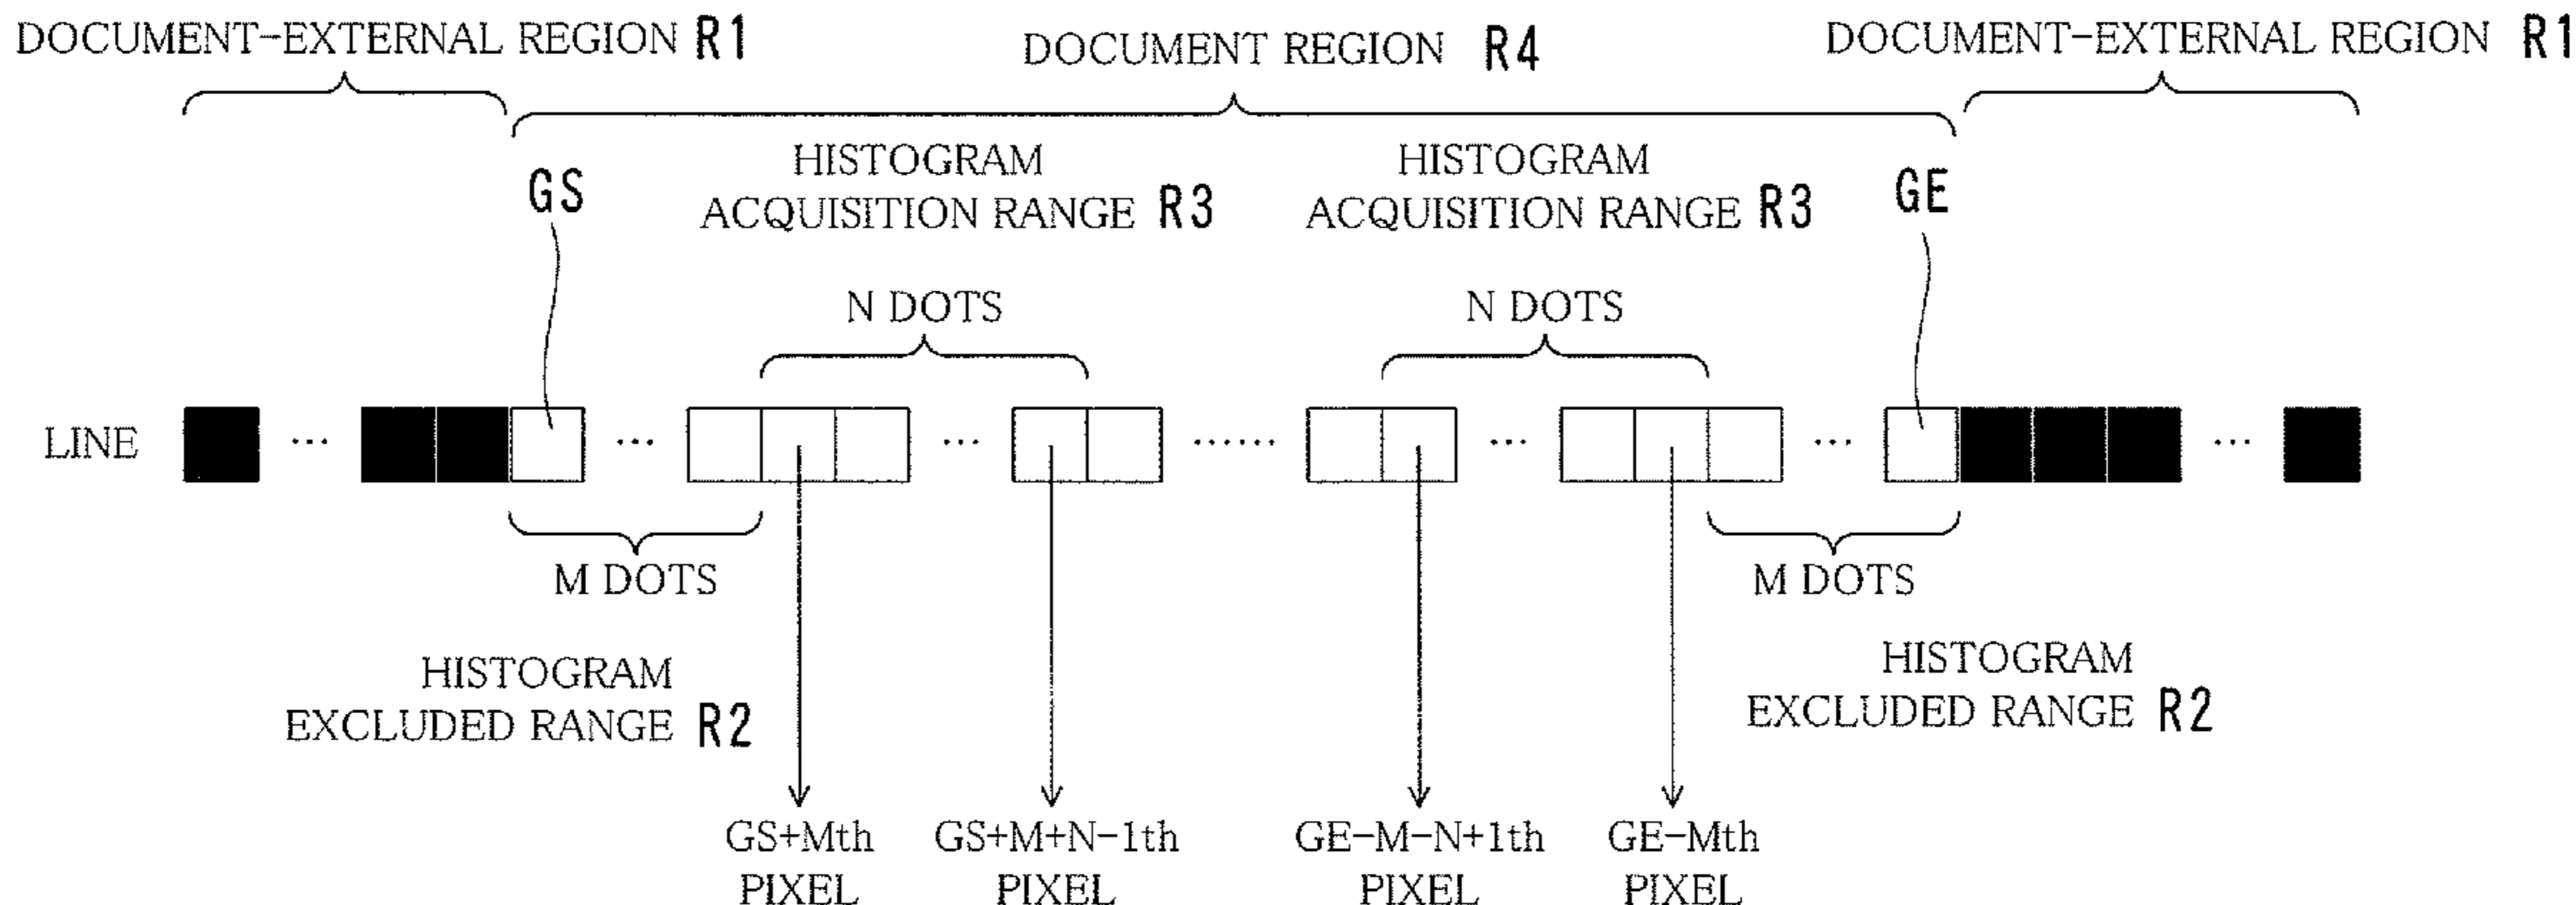 DOCUMENT-EXTERNAL REGION R1
DOCUMENT REGION R4
DOCUMENT-EXTERNAL REGION R1
GS
HISTOGRAM
ACQUISITION RANGE R3
HISTOGRAM
ACQUISITION RANGE R3
GE
N DOTS
N DOTS
LINE
... ... ... ...... ... ... ...
M DOTS
M DOTS
HISTOGRAM
EXCLUDED RANGE R2
HISTOGRAM
EXCLUDED RANGE R2
GS+Mth
PIXEL
GS+M+N-1th
PIXEL
GE-M-N+1th
PIXEL
GE-Mth
PIXEL